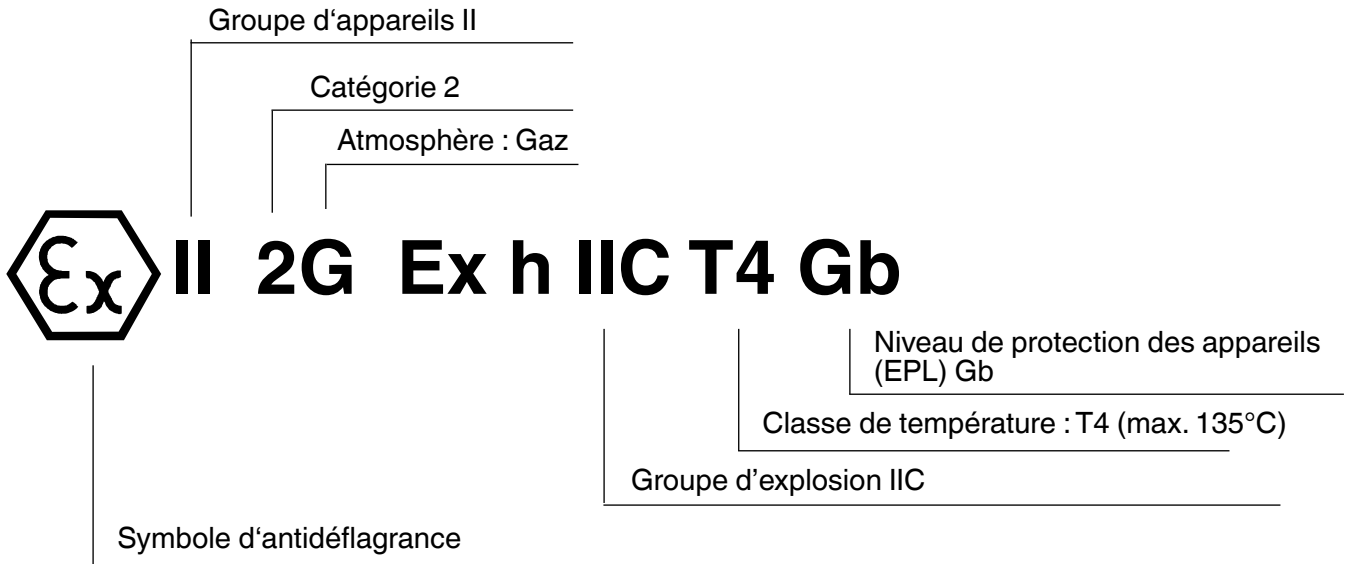 Groupe d‘appareils II
Catégorie 2
Atmosphère : Gaz
Ex II 2G Ex h IIC T4 Gb
Niveau de protection des appareils
(EPL) Gb
Classe de température : T4 (max. 135°C)
Groupe d’explosion IIC
Symbole d‘antidéflagrance